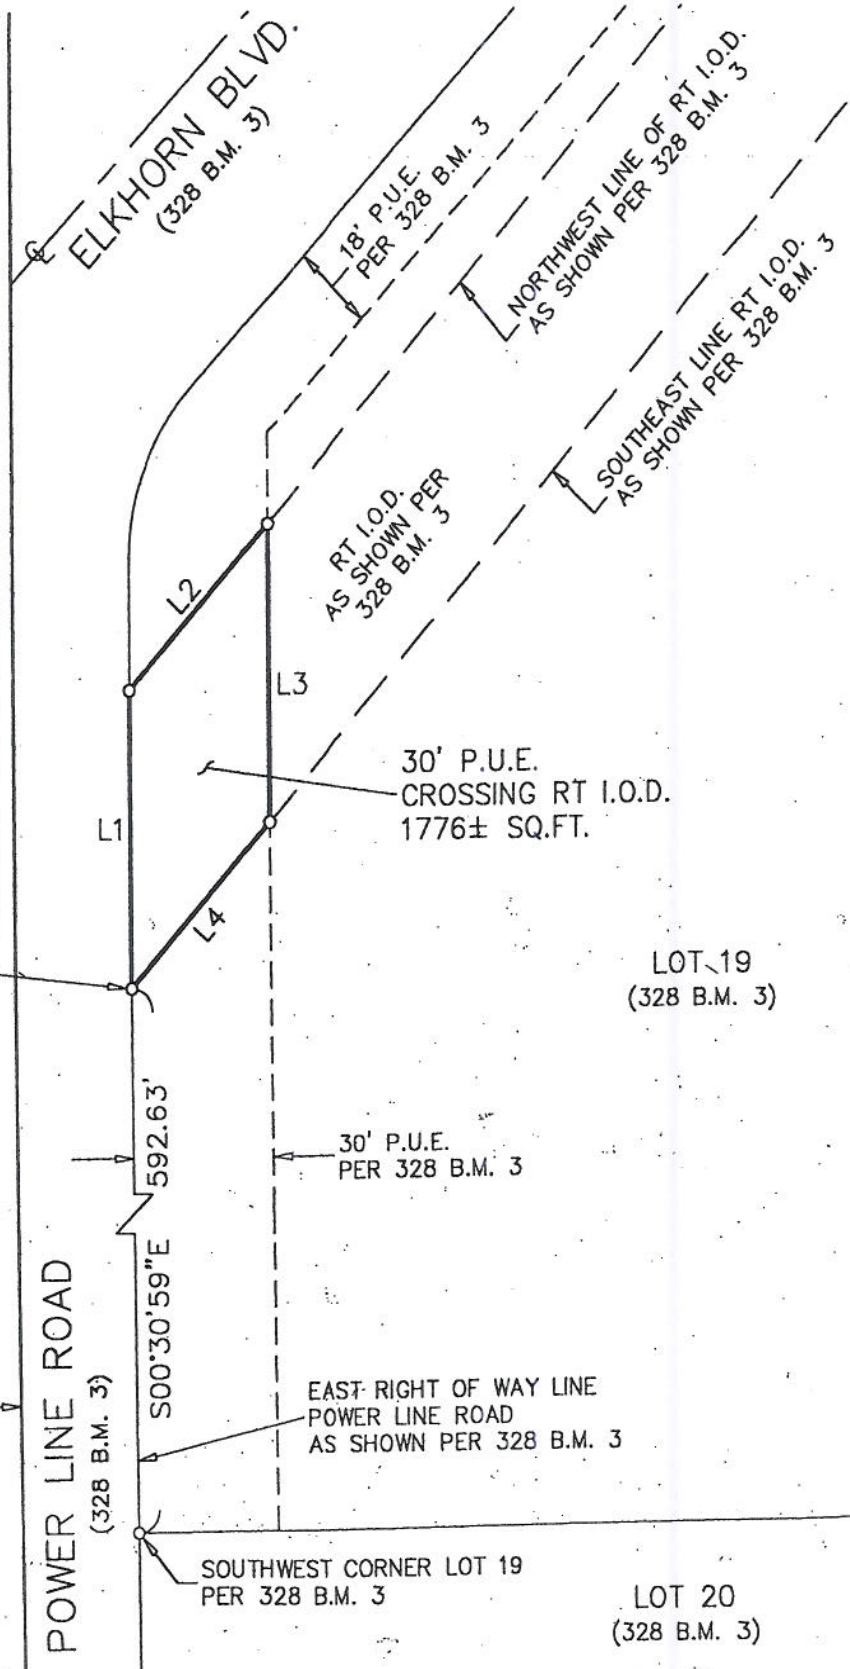 ELKHORN BLVD.
(328 B.M. 3)
18' P.U.E.
PER 328 B.M. 3
NORTHWEST LINE OF RT I.O.D.
AS SHOWN PER 328 B.M. 3
SOUTHEAST LINE RT I.O.D.
AS SHOWN PER 328 B.M. 3
RT I.O.D.
AS SHOWN PER
328 B.M. 3
L2
L3
30' P.U.E.
CROSSING RT I.O.D.
1776± SQ.FT.
L1
L4
LOT 19
(328 B.M. 3)
592.63'
30' P.U.E.
PER 328 B.M. 3
S00°30'59"E
POWER LINE ROAD
(328 B.M. 3)
EAST RIGHT OF WAY LINE
POWER LINE ROAD
AS SHOWN PER 328 B.M. 3
SOUTHWEST CORNER LOT 19
PER 328 B.M. 3
LOT 20
(328 B.M. 3)